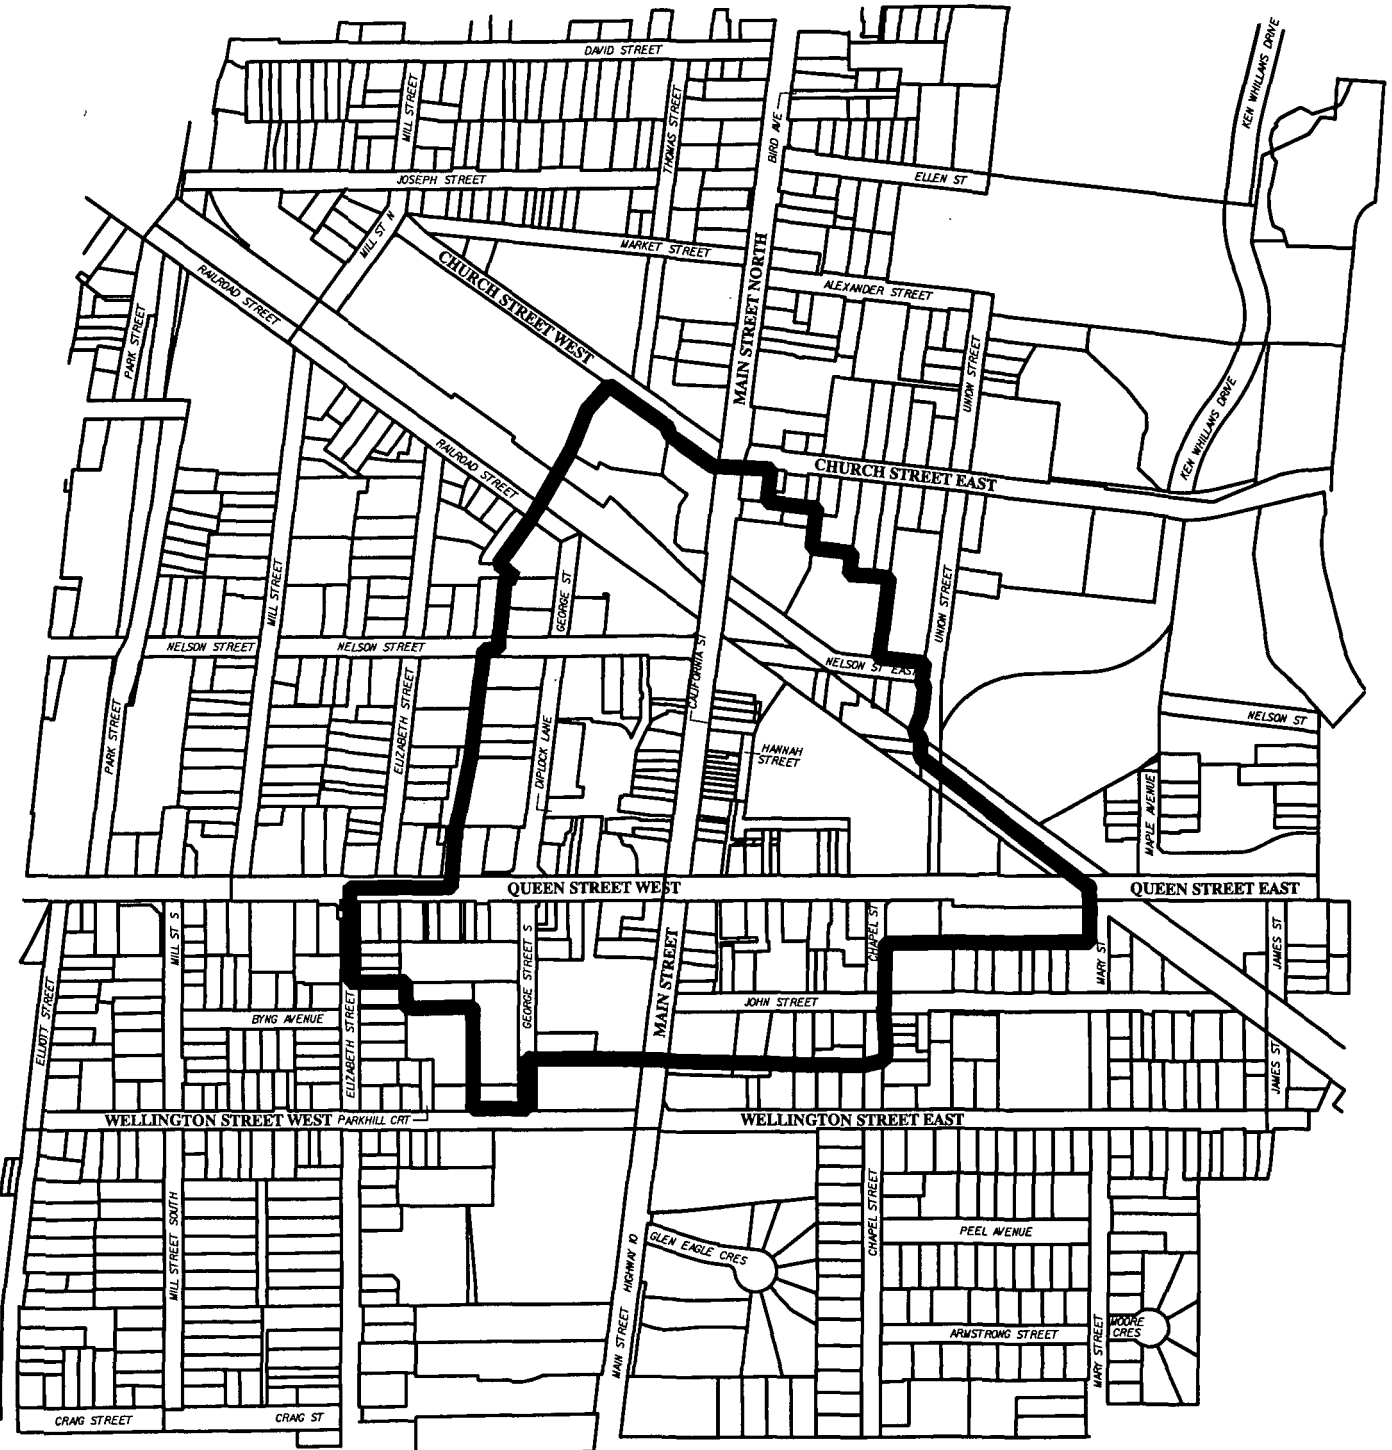 DAVID STREET
KEN WHILLANS DRIVE
MILL STREET
THOMAS STREET
BIRD AVE
JOSEPH STREET
ELLEN ST
MILL ST N
MARKET STREET
CHURCH STREET WEST
MAIN STREET NORTH
RAILROAD STREET
ALEXANDER STREET
PARK STREET
UNION STREET
KEN WHILLANS DRIVE
RAILROAD STREET
CHURCH STREET EAST
MILL STREET
GEORGE ST
UNION STREET
NELSON STREET
NELSON STREET
CALIFORNIA ST
NELSON ST EAST
PARK STREET
ELIZABETH STREET
DIPLOCK LANE
NELSON ST
HANNAH
STREET
MAPLE AVENUE
QUEEN STREET WEST
QUEEN STREET EAST
MILL ST S
GEORGE STREET S
MAIN STREET
CHAPEL ST
MARY ST
JAMES ST
ELLIOTT STREET
BYNG AVENUE
ELIZABETH STREET
JOHN STREET
JAMES ST
WELLINGTON STREET WEST
PARKHILL CRT
WELLINGTON STREET EAST
MILL STREET SOUTH
CHAPEL STREET
GLEN EAGLE CRES
PEEL AVENUE
MAIN STREET HIGHWAY 10
ARMSTRONG STREET
MARY STREET
MOORE
CRES
CRAIG STREET
CRAIG ST